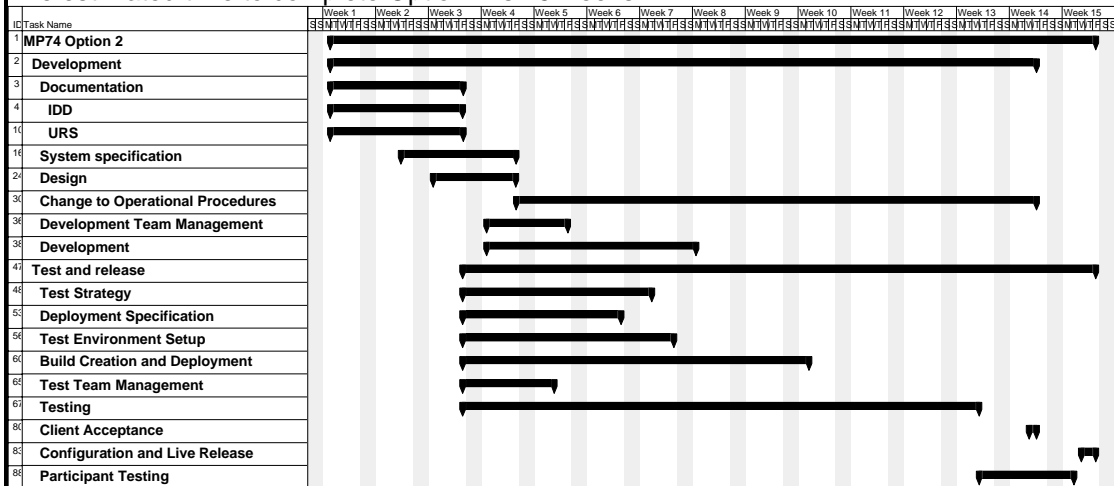 estimated time to complete Option
Week 1 Week 2 Week 3 Week 4 Week 5 Week 6 Week 7 Week 8 Week 9 Week 10 Week 11 Week 12 Week 13 Week 14 Week 15
ID Task Name S S M T W T F S S M T W T F S S M T W T F S S M T W T F S S M T W T F S S M T W T F S S M T W T F S S M T W T F S S M T W T F S S M T W T F S S M T W T F S S M T W T F S S M T W T F S S M T W T F S S M T W T F S S
1 MP74 Option 2
2 Development
3 Documentation
4 IDD
10 URS
16 System specification
24 Design
30 Change to Operational Procedures
36 Development Team Management
38 Development
47 Test and release
48 Test Strategy
53 Deployment Specification
56 Test Environment Setup
60 Build Creation and Deployment
65 Test Team Management
67 Testing
80 Client Acceptance
83 Configuration and Live Release
88 Participant Testing